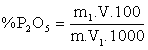 %P₂O₅ = m₁.V.100 / m.V₁.1000